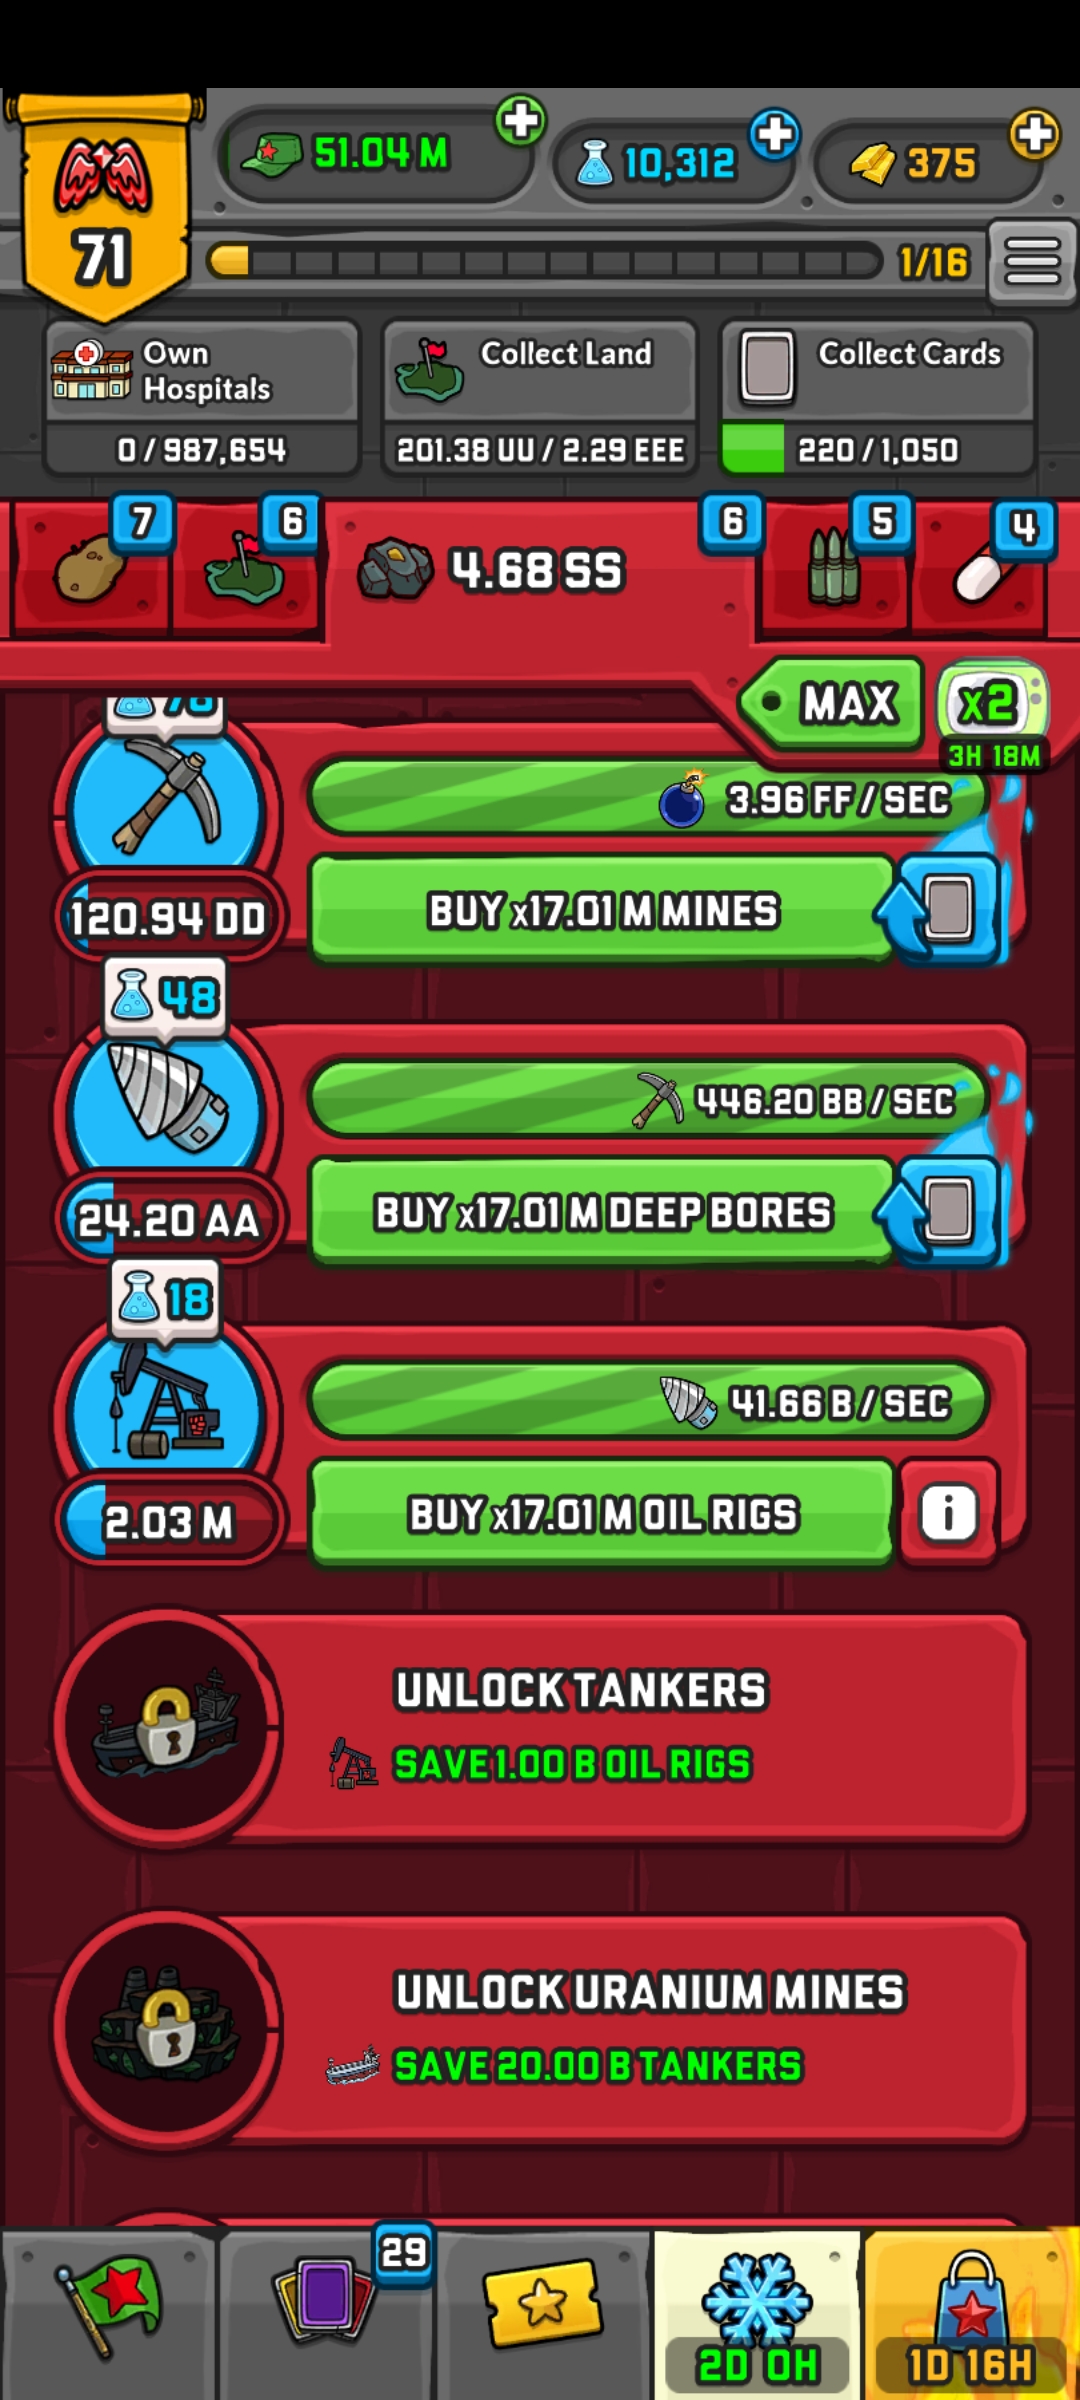 51.04 M
10,312
375
71
1/16
Own
Hospitals
Collect Land
Collect Cards
0 / 987,654
201.38 UU / 2.29 EEE
220 / 1,050
7
6
4.68 SS
6
5
4
MAX
x2
3H 18M
3.96 FF / SEC
BUY x17.01 M MINES
120.94 DD
48
446.20 BB / SEC
BUY x17.01 M DEEP BORES
24.20 AA
18
41.66 B / SEC
BUY x17.01 M OIL RIGS
i
2.03 M
UNLOCK TANKERS
SAVE 1.00 B OIL RIGS
UNLOCK URANIUM MINES
SAVE 20.00 B TANKERS
29
2D 0H
1D 16H